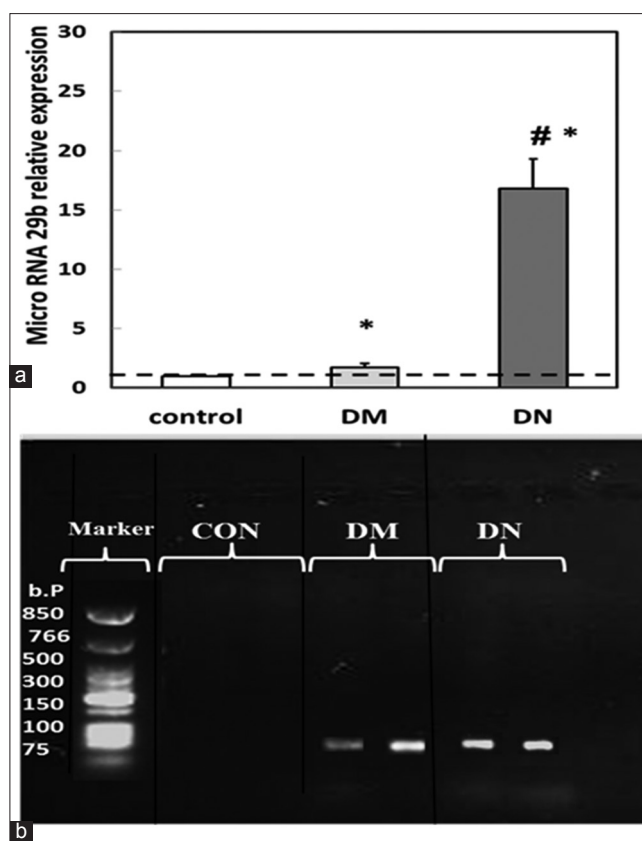 Micro RNA 29b relative expression
30
25
20
15
10
5
0
# *
*
a
control DM DN
Marker CON DM DN
b.P
850
766
500
300
150
100
75
b